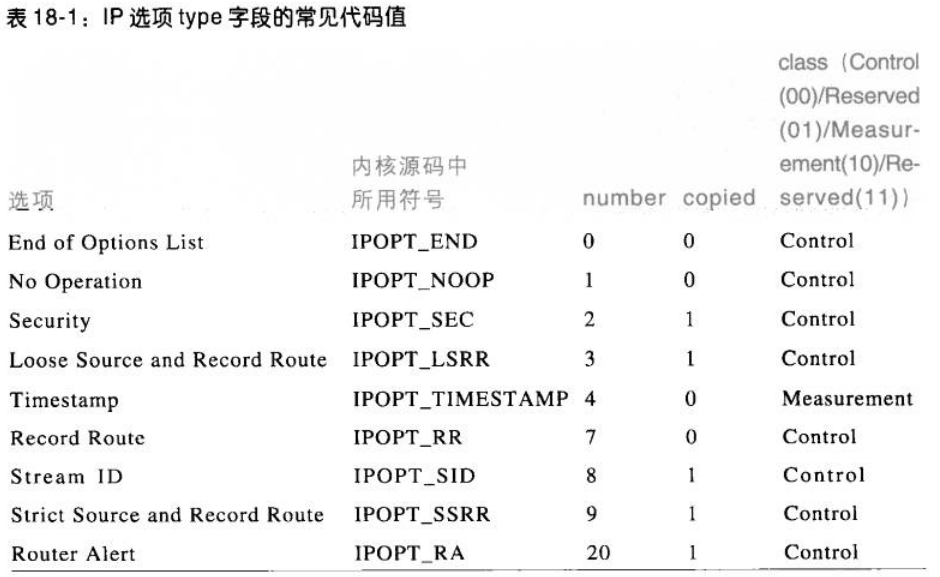 表 18-1：IP 选项 type 字段的常见代码值
class (Control
(00)/Reserved
(01)/Measur-
内核源码中 ement(10)/Re-
选项 所用符号 number copied served(11))
End of Options List IPOPT_END 0 0 Control
No Operation IPOPT_NOOP 1 0 Control
Security IPOPT_SEC 2 1 Control
Loose Source and Record Route IPOPT_LSRR 3 1 Control
Timestamp IPOPT_TIMESTAMP 4 0 Measurement
Record Route IPOPT_RR 7 0 Control
Stream ID IPOPT_SID 8 1 Control
Strict Source and Record Route IPOPT_SSRR 9 1 Control
Router Alert IPOPT_RA 20 1 Control